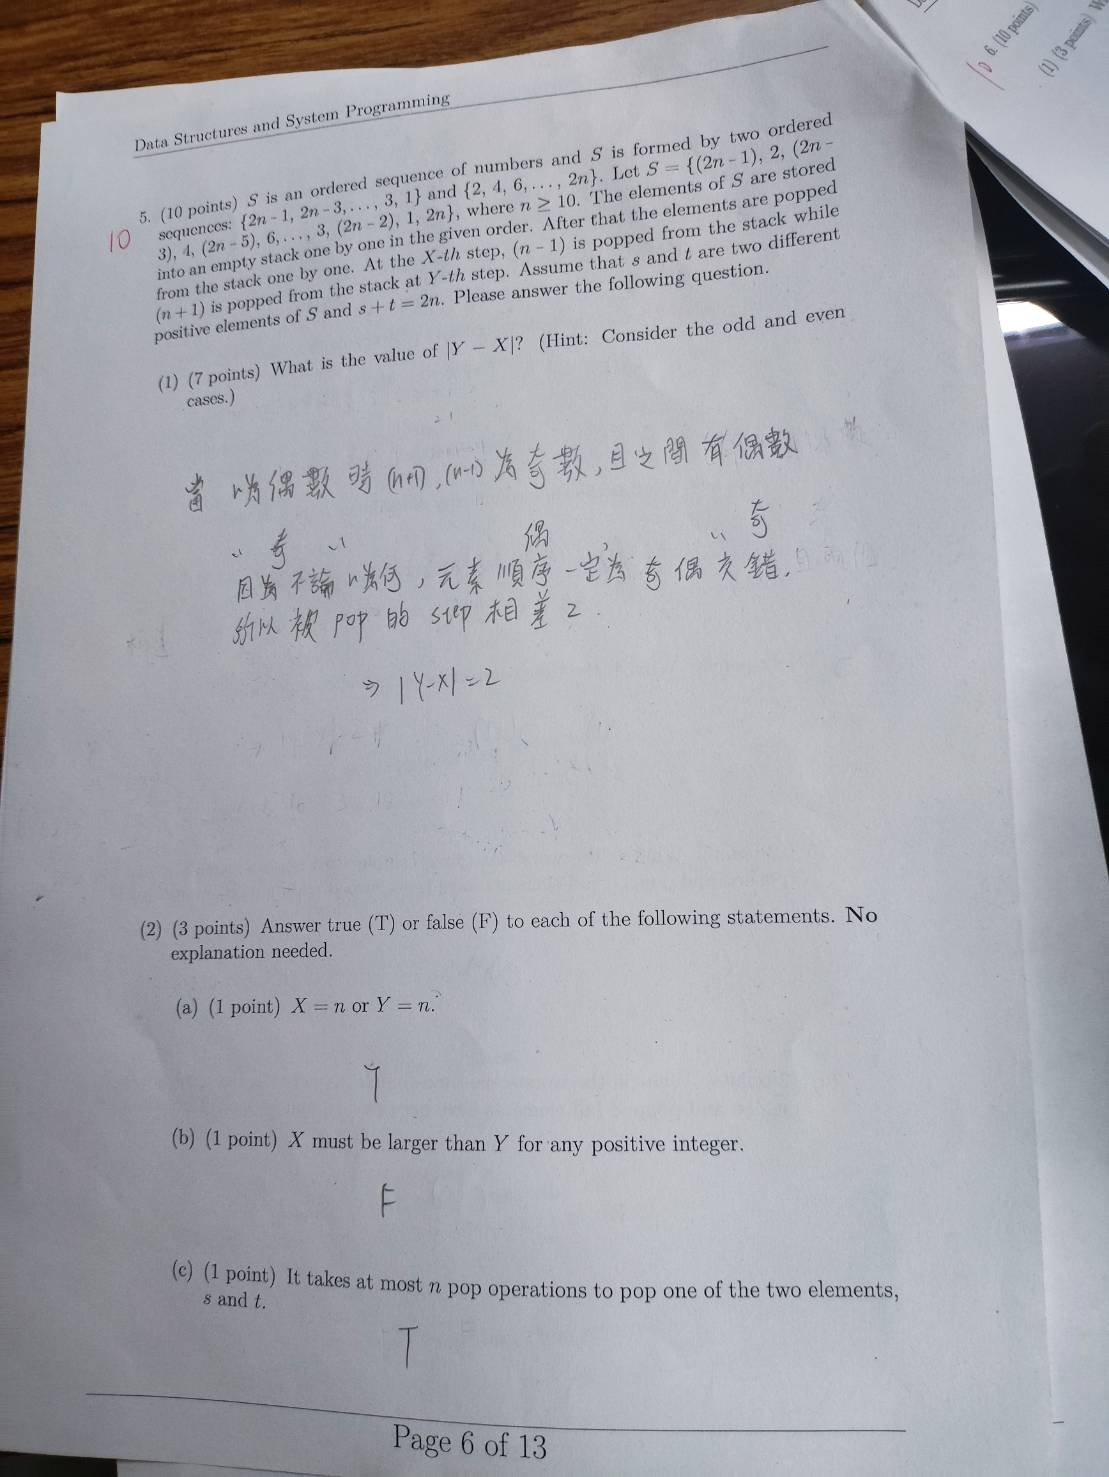 6. (10 points)
(1) (3 points) W
10
Data Structures and System Programming
5. (10 points) S is an ordered sequence of numbers and S is formed by two ordered
sequences: {2n − 1, 2n − 3, . . . , 3, 1} and {2, 4, 6, . . . , 2n}. Let S = {(2n − 1), 2, (2n −
3), 4, (2n − 5), 6, . . . , 3, (2n − 2), 1, 2n}, where n ≥ 10. The elements of S are stored
into an empty stack one by one in the given order. After that the elements are popped
from the stack one by one. At the X-th step, (n − 1) is popped from the stack while
(n + 1) is popped from the stack at Y-th step. Assume that s and t are two different
positive elements of S and s + t = 2n. Please answer the following question.
10
(1) (7 points) What is the value of |Y − X|? (Hint: Consider the odd and even
cases.)
當 n為偶數時 (n+1), (n-1) 為奇數,且之間有偶數
" 奇 " 偶 " 奇
因為不論n為何,元素順序一定為奇偶交錯.
所以被 pop 的 step 相差 2.
⇒ |Y-X|=2
(2) (3 points) Answer true (T) or false (F) to each of the following statements. No
explanation needed.
(a) (1 point) X = n or Y = n.
T
(b) (1 point) X must be larger than Y for any positive integer.
F
(c) (1 point) It takes at most n pop operations to pop one of the two elements,
s and t.
T
Page 6 of 13